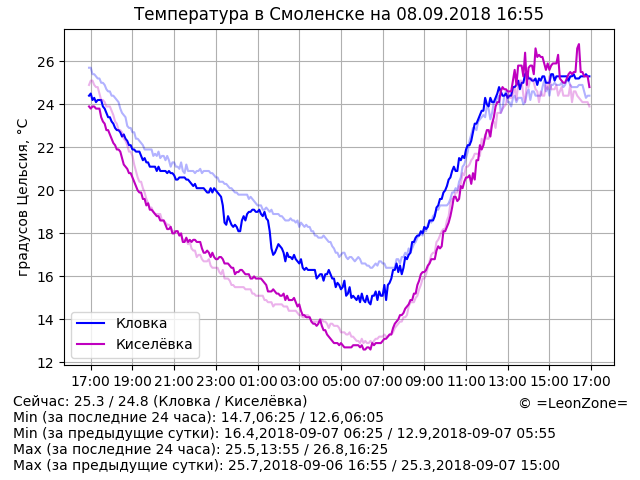 Температура в Смоленске на 08.09.2018 16:55
градусов Цельсия, °C
26
24
22
20
18
16
14
12
Кловка
Киселёвка
17:00 19:00 21:00 23:00 01:00 03:00 05:00 07:00 09:00 11:00 13:00 15:00 17:00
Сейчас: 25.3 / 24.8 (Кловка / Киселёвка)
© =LeonZone=
Min (за последние 24 часа): 14.7,06:25 / 12.6,06:05
Min (за предыдущие сутки): 16.4,2018-09-07 06:25 / 12.9,2018-09-07 05:55
Max (за последние 24 часа): 25.5,13:55 / 26.8,16:25
Max (за предыдущие сутки): 25.7,2018-09-06 16:55 / 25.3,2018-09-07 15:00